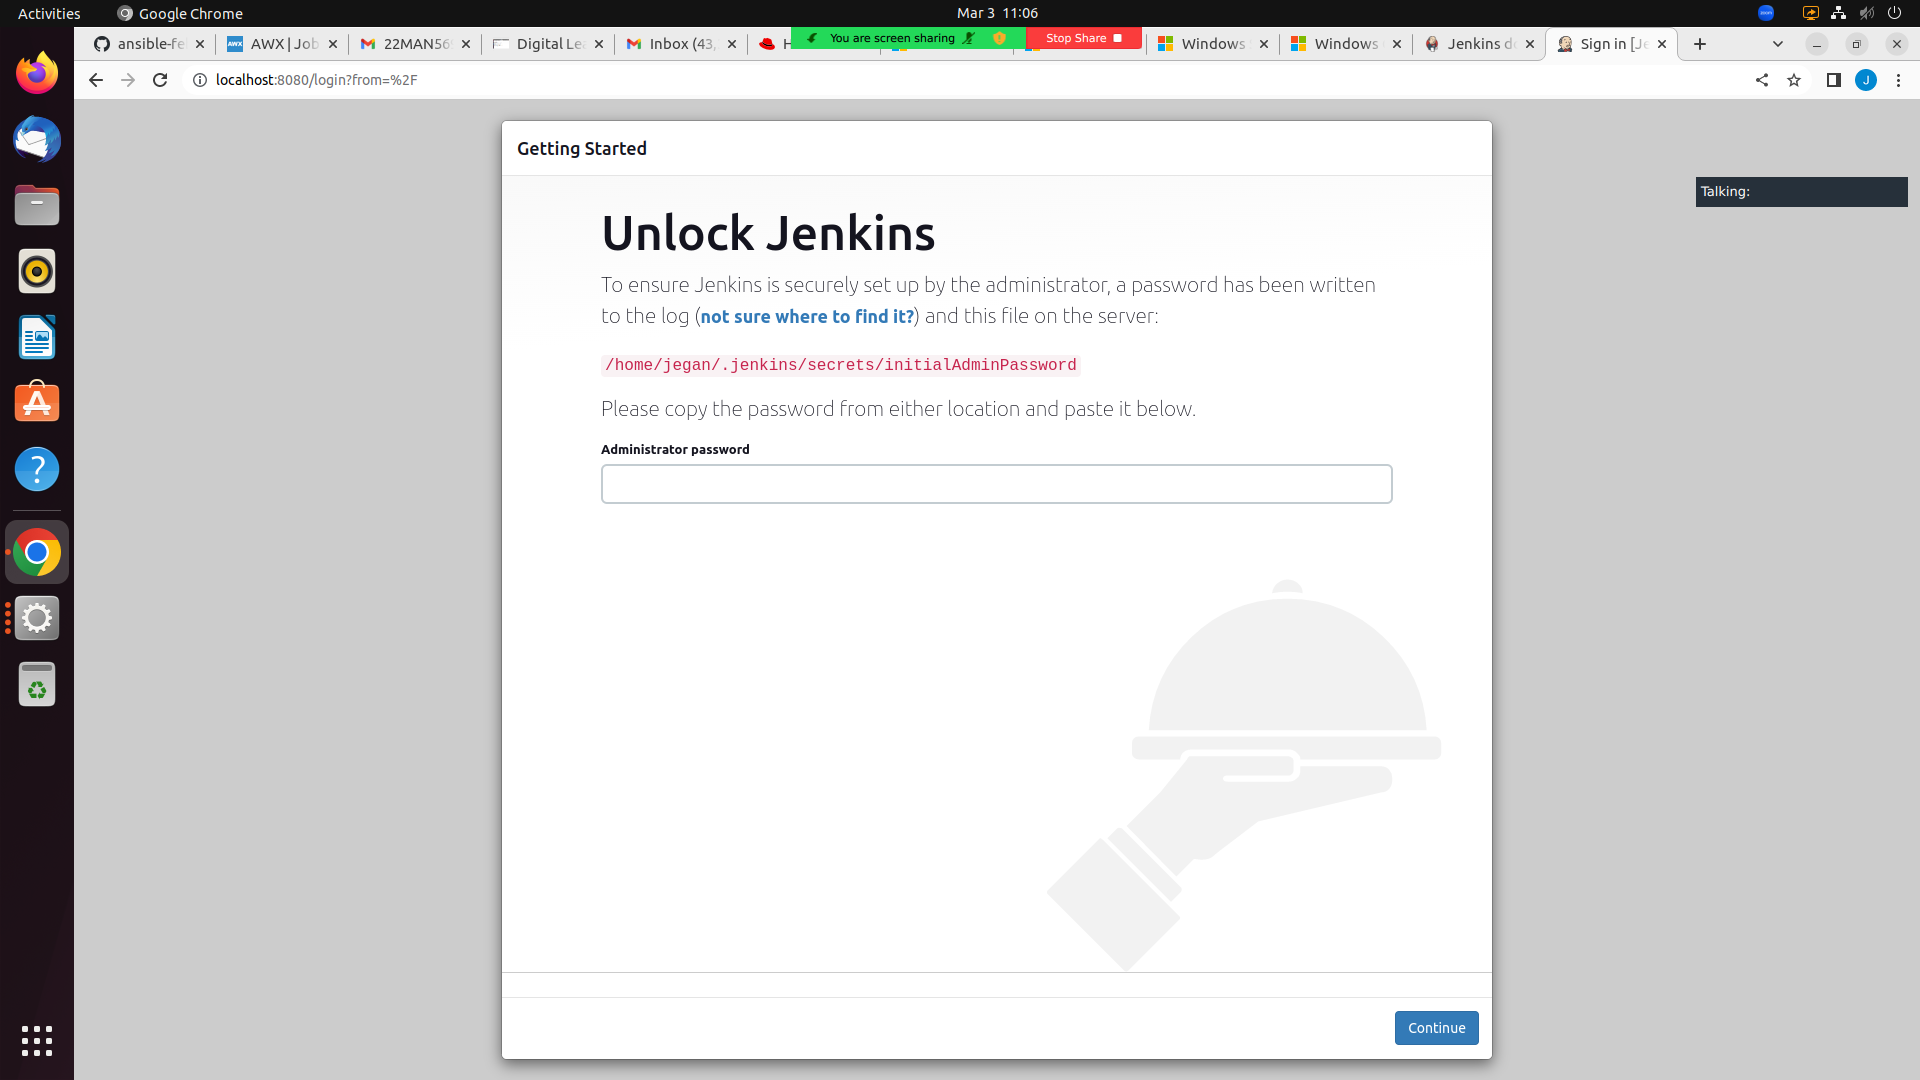 Activities
Google Chrome
Mar 3 11:06
zoom
ansible-fe
AWX
AWX | Job
22MAN56
Digital Le
Inbox (43,
H
You are screen sharing
Stop Share
Windows
Windows
Jenkins d
Sign in [Je
localhost:8080/login?from=%2F
J
Getting Started
Talking:
Unlock Jenkins
To ensure Jenkins is securely set up by the administrator, a password has been written
to the log (not sure where to find it?) and this file on the server:
/home/jegan/.jenkins/secrets/initialAdminPassword
Please copy the password from either location and paste it below.
Administrator password
Continue